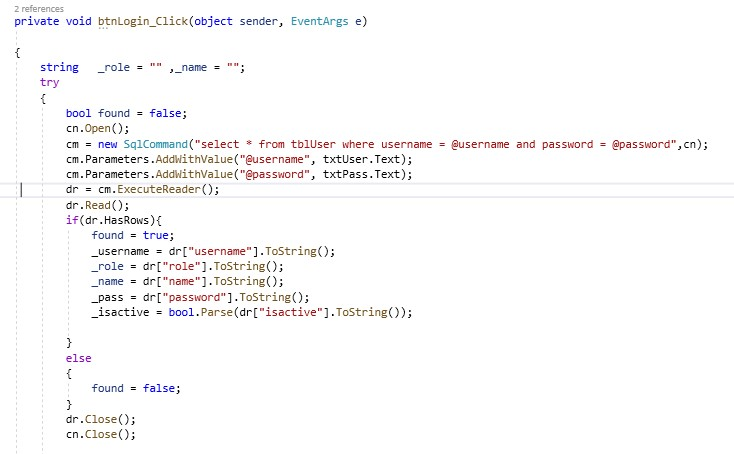 2 references
private void btnLogin_Click(object sender, EventArgs e)
{
string _role = "" ,_name = "";
try
{
bool found = false;
cn.Open();
cm = new SqlCommand("select * from tblUser where username = @username and password = @password",cn);
cm.Parameters.AddWithValue("@username", txtUser.Text);
cm.Parameters.AddWithValue("@password", txtPass.Text);
dr = cm.ExecuteReader();
dr.Read();
if(dr.HasRows){
found = true;
_username = dr["username"].ToString();
_role = dr["role"].ToString();
_name = dr["name"].ToString();
_pass = dr["password"].ToString();
_isactive = bool.Parse(dr["isactive"].ToString());
}
else
{
found = false;
}
dr.Close();
cn.Close();